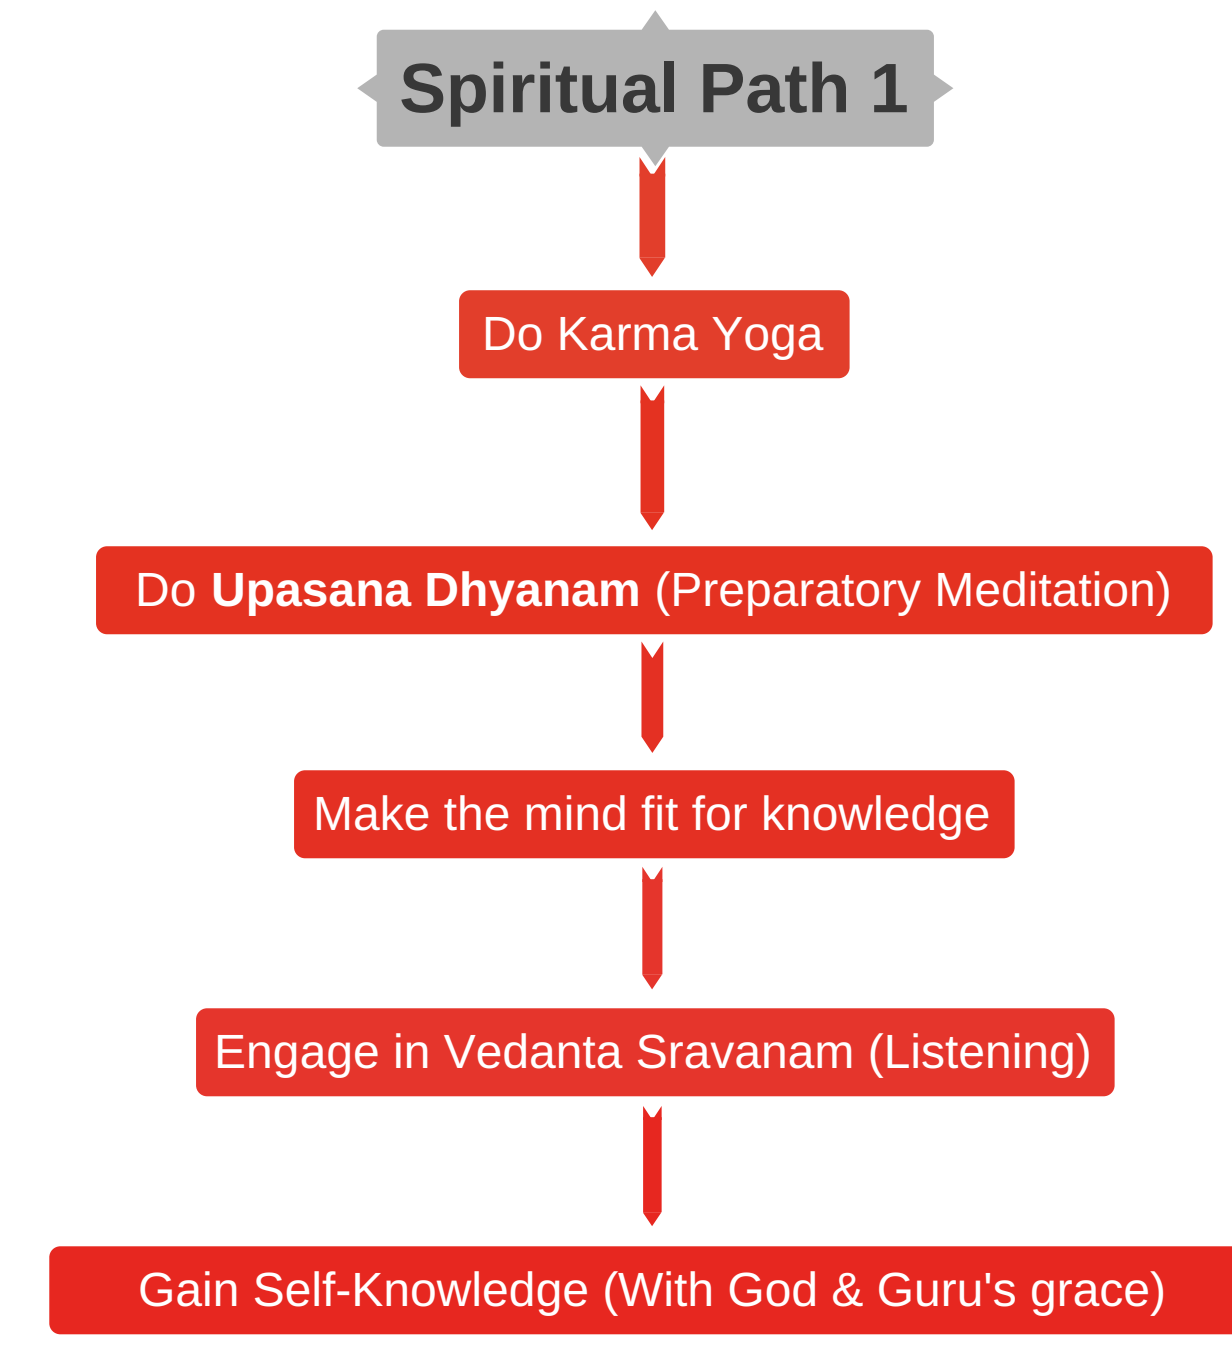 Spiritual Path 1
Do Karma Yoga
Do Upasana Dhyanam (Preparatory Meditation)
Make the mind fit for knowledge
Engage in Vedanta Sravanam (Listening)
Gain Self-Knowledge (With God & Guru's grace)